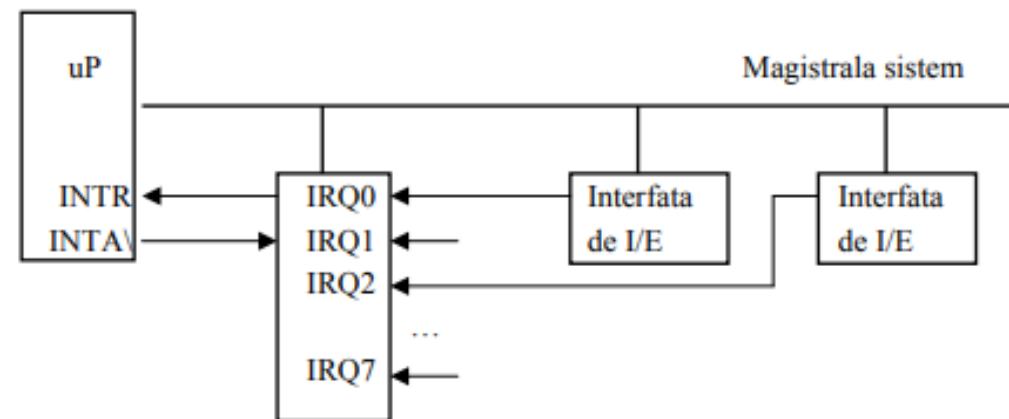 uP
Magistrala sistem
INTR
INTA\
IRQ0
IRQ1
IRQ2
…
IRQ7
Interfata
de I/E
Interfata
de I/E